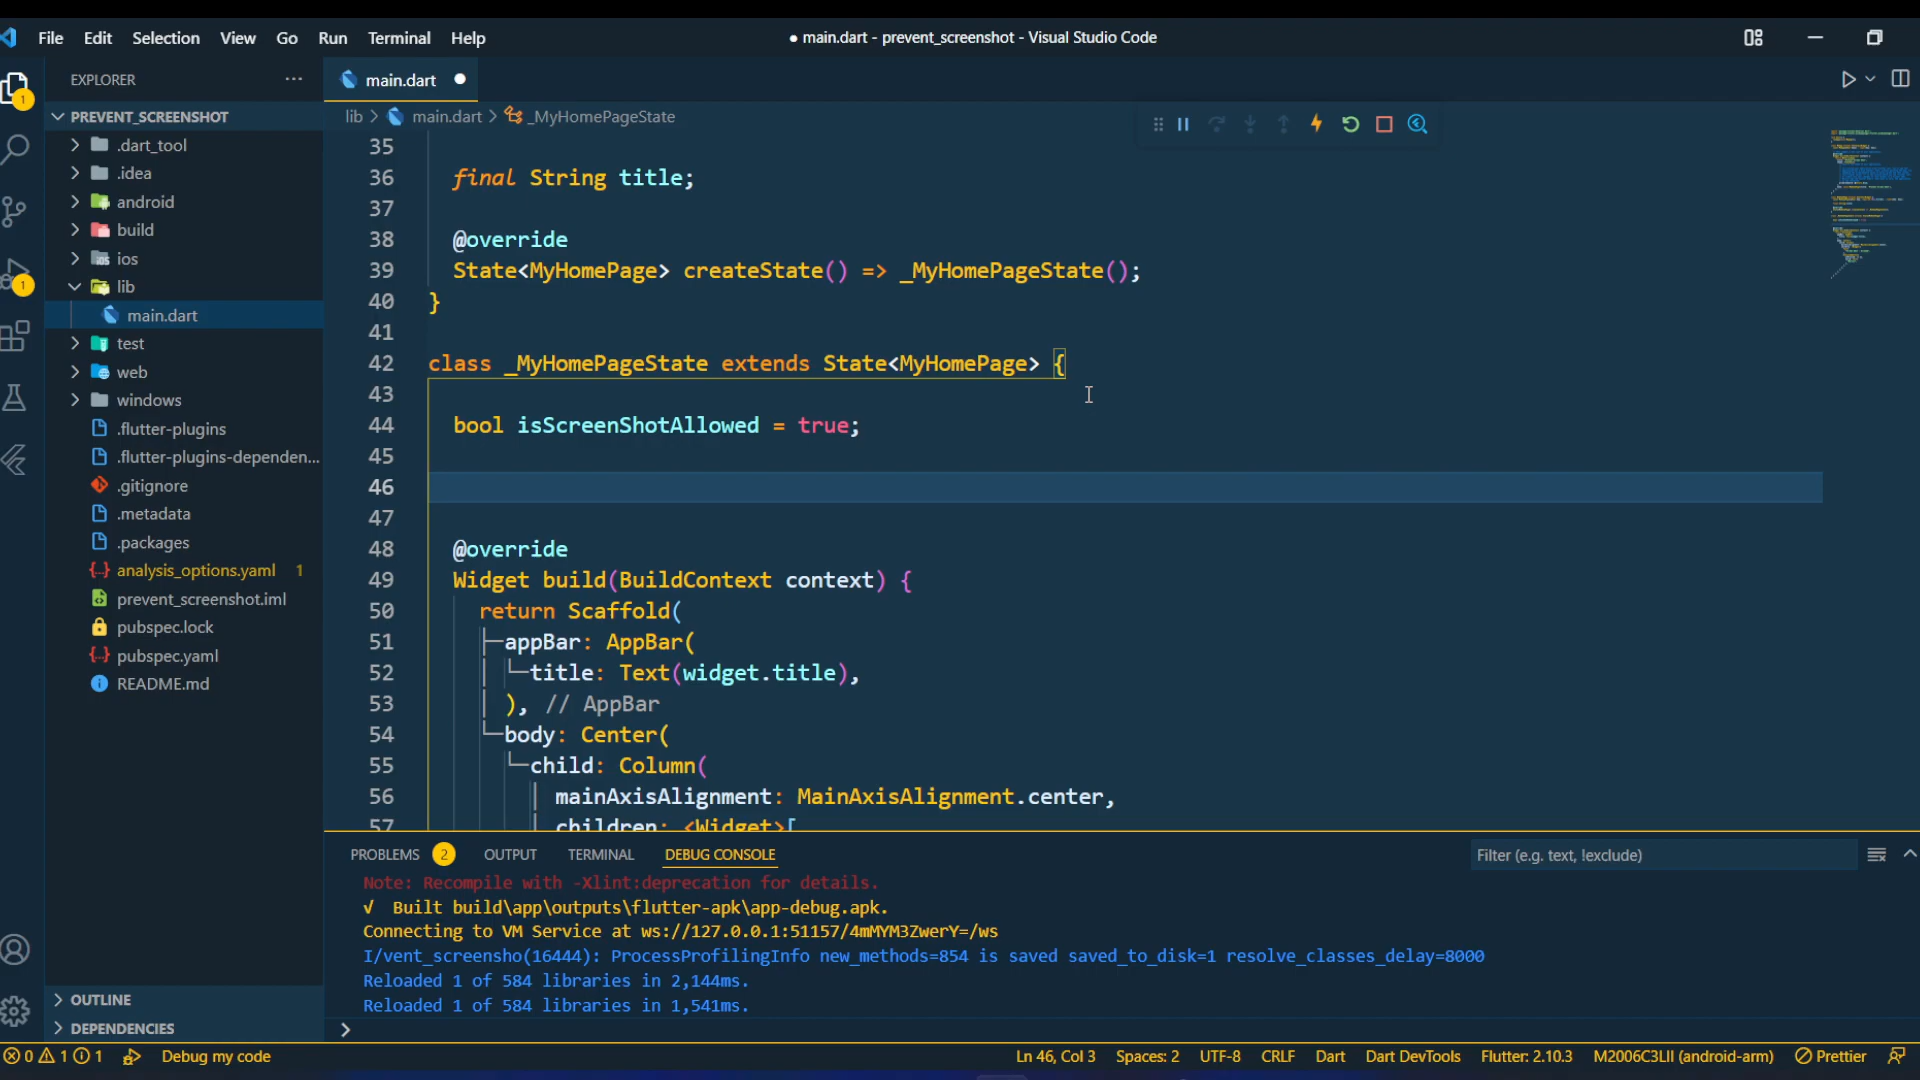 File Edit Selection View Go Run Terminal Help
● main.dart - prevent_screenshot - Visual Studio Code
EXPLORER ···
main.dart ●
PREVENT_SCREENSHOT
.dart_tool
.idea
android
build
ios
lib
main.dart
test
web
windows
.flutter-plugins
.flutter-plugins-dependen...
.gitignore
.metadata
.packages
analysis_options.yaml 1
prevent_screenshot.iml
pubspec.lock
pubspec.yaml
README.md
OUTLINE
DEPENDENCIES
1
1
lib > main.dart > _MyHomePageState
35
36 final String title;
37
38 @override
39 State<MyHomePage> createState() => _MyHomePageState();
40 }
41
42 class _MyHomePageState extends State<MyHomePage> {
43
44 bool isScreenShotAllowed = true;
45
46
47
48 @override
49 Widget build(BuildContext context) {
50 return Scaffold(
51 appBar: AppBar(
52 title: Text(widget.title),
53 ), // AppBar
54 body: Center(
55 child: Column(
56 mainAxisAlignment: MainAxisAlignment.center,
57 children: <Widget>[
PROBLEMS 2 OUTPUT TERMINAL DEBUG CONSOLE
Filter (e.g. text, !exclude)
Note: Recompile with -Xlint:deprecation for details.
√ Built build\app\outputs\flutter-apk\app-debug.apk.
Connecting to VM Service at ws://127.0.0.1:51157/4mMYM3ZwerY=/ws
I/vent_screensho(16444): ProcessProfilingInfo new_methods=854 is saved saved_to_disk=1 resolve_classes_delay=8000
Reloaded 1 of 584 libraries in 2,144ms.
Reloaded 1 of 584 libraries in 1,541ms.
>
0 1 1 Debug my code
Ln 46, Col 3 Spaces: 2 UTF-8 CRLF Dart Dart DevTools Flutter: 2.10.3 M2006C3LII (android-arm) Prettier